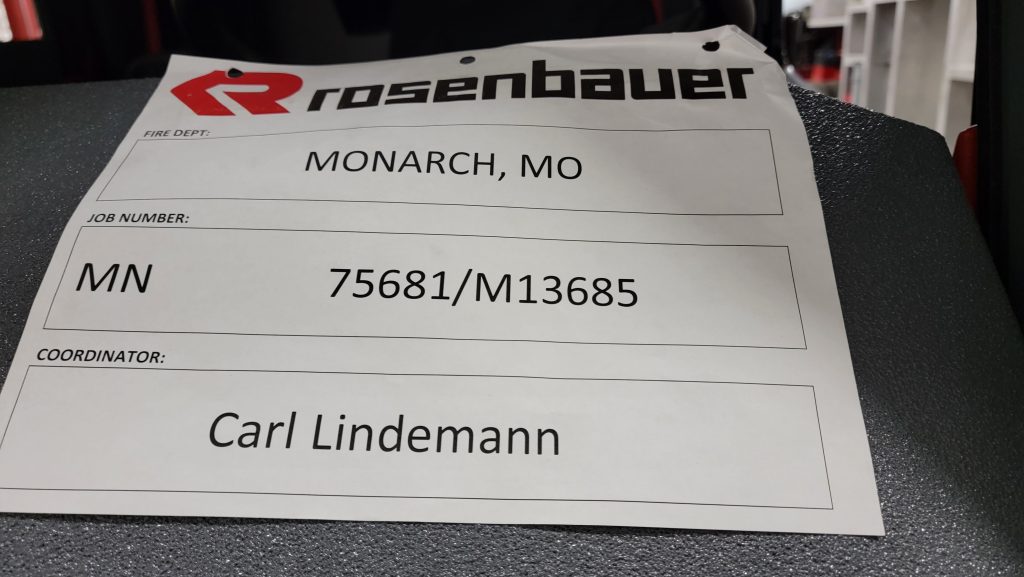 rosenbauer
FIRE DEPT:
MONARCH, MO
JOB NUMBER:
MN 75681/M13685
COORDINATOR:
Carl Lindemann